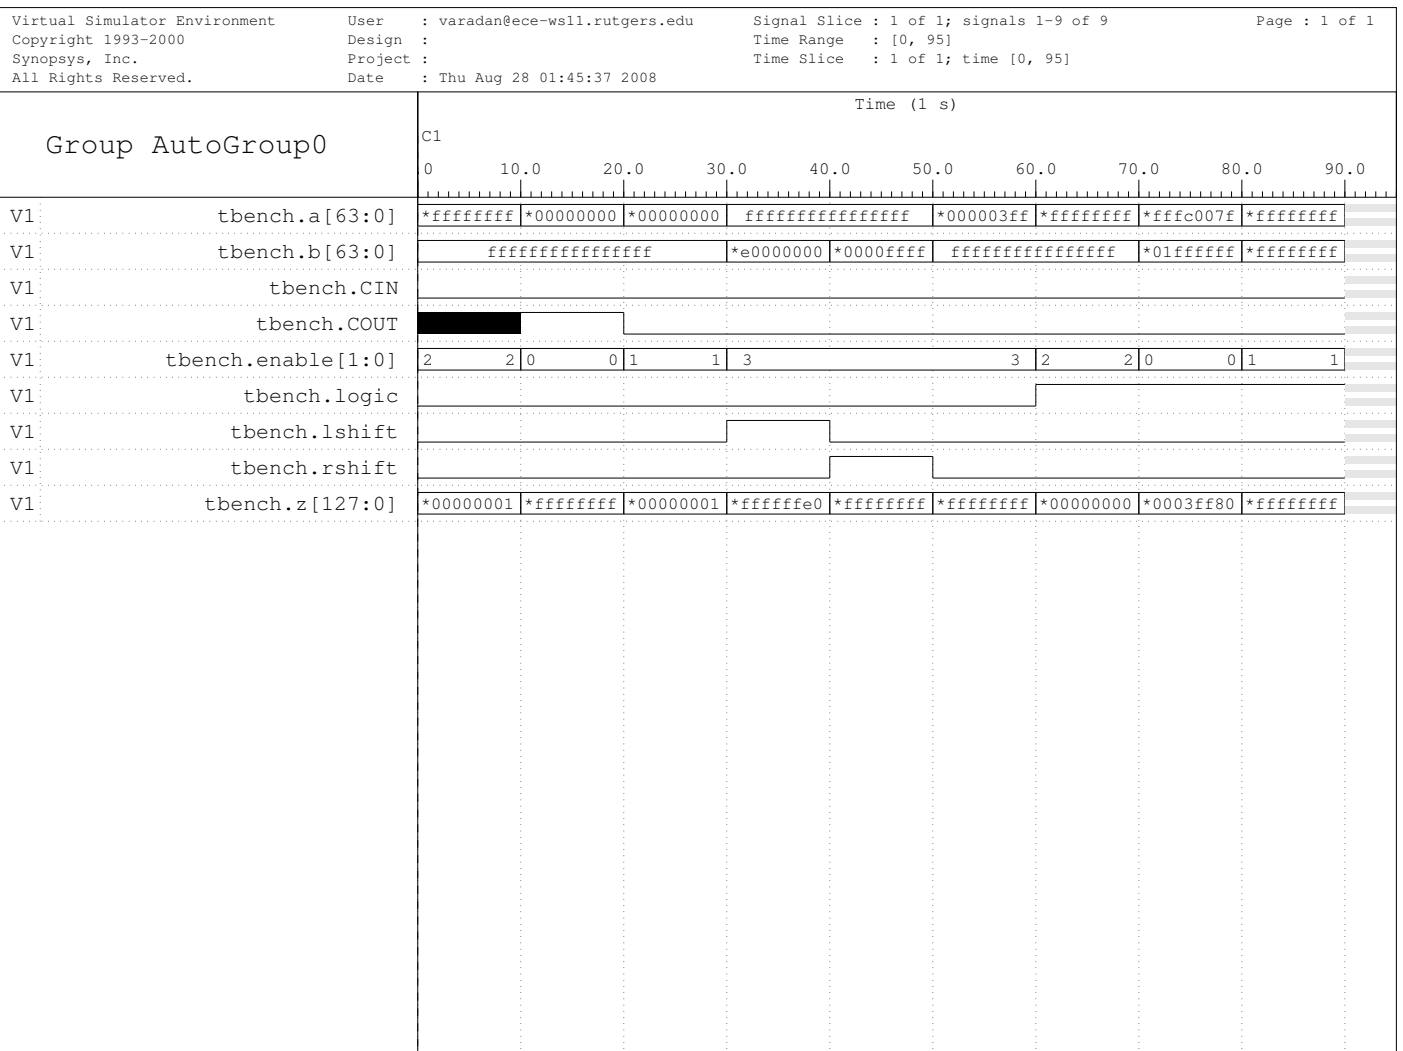 Virtual Simulator Environment User : varadan@ece-ws11.rutgers.edu Signal Slice : 1 of 1; signals 1-9 of 9 Page : 1 of 1
Copyright 1993-2000 Design : Time Range : [0, 95]
Synopsys, Inc. Project : Time Slice : 1 of 1; time [0, 95]
All Rights Reserved. Date : Thu Aug 28 01:45:37 2008
Time (1 s)
Group AutoGroup0
C1
0 10.0 20.0 30.0 40.0 50.0 60.0 70.0 80.0 90.0
V1 tbench.a[63:0] *ffffffff *00000000 *00000000 ffffffffffffffff *000003ff *ffffffff *fffc007f *ffffffff
V1 tbench.b[63:0] ffffffffffffffff *e0000000 *0000ffff ffffffffffffffff *01ffffff *ffffffff
V1 tbench.CIN
V1 tbench.COUT
V1 tbench.enable[1:0] 2 2 0 0 1 1 3 3 2 2 0 0 1 1
V1 tbench.logic
V1 tbench.lshift
V1 tbench.rshift
V1 tbench.z[127:0] *00000001 *ffffffff *00000001 *ffffffe0 *ffffffff *ffffffff *00000000 *0003ff80 *ffffffff